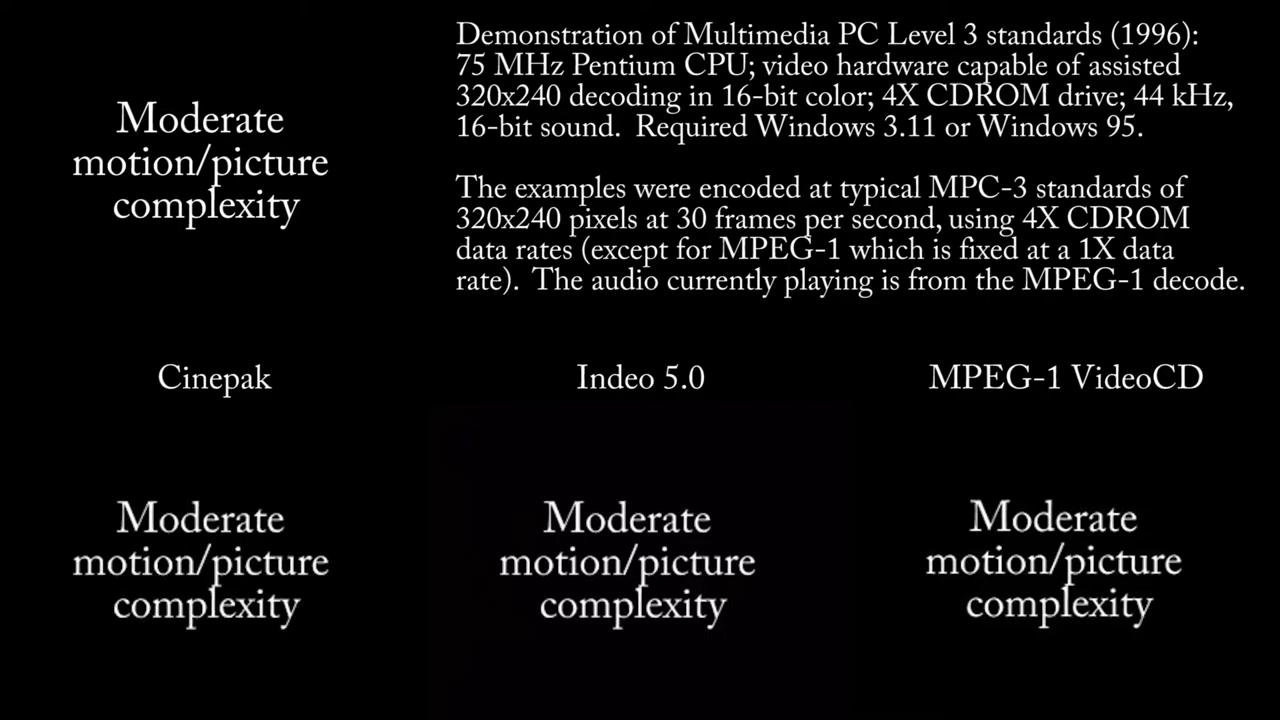 Moderate
motion/picture
complexity
Demonstration of Multimedia PC Level 3 standards (1996):
75 MHz Pentium CPU; video hardware capable of assisted
320x240 decoding in 16-bit color; 4X CDROM drive; 44 kHz,
16-bit sound.  Required Windows 3.11 or Windows 95.
The examples were encoded at typical MPC-3 standards of
320x240 pixels at 30 frames per second, using 4X CDROM
data rates (except for MPEG-1 which is fixed at a 1X data
rate).  The audio currently playing is from the MPEG-1 decode.
Cinepak
Indeo 5.0
MPEG-1 VideoCD
Moderate
motion/picture
complexity
Moderate
motion/picture
complexity
Moderate
motion/picture
complexity